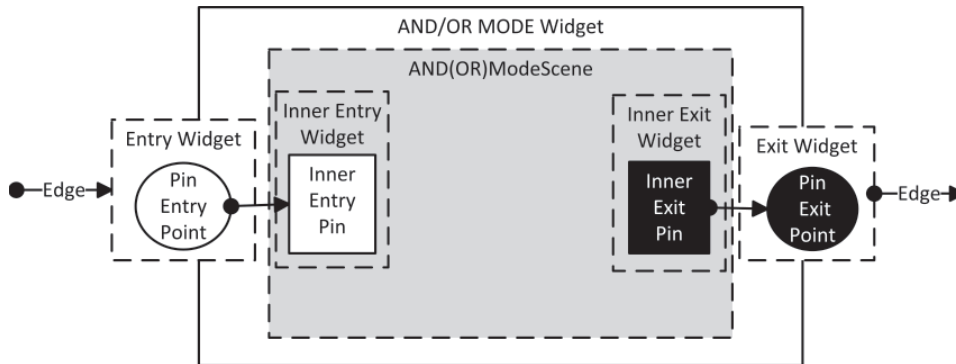 AND/OR MODE Widget
AND(OR)ModeScene
Edge
Entry Widget
Pin
Entry
Point
Inner Entry
Widget
Inner
Entry
Pin
Inner Exit
Widget
Inner
Exit
Pin
Exit Widget
Pin
Exit
Point
Edge